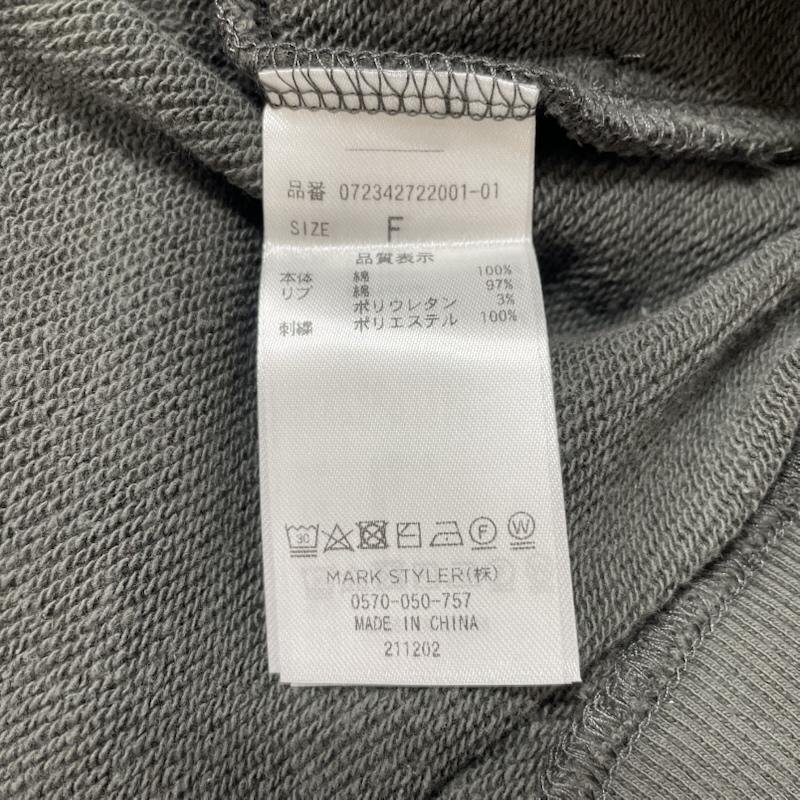 品番 072342722001-01
SIZE F
品質表示
本体 綿 100%
リブ 綿 97%
ポリウレタン 3%
刺繍 ポリエステル 100%
30 F W
MARK STYLER(株)
0570-050-757
MADE IN CHINA
211202